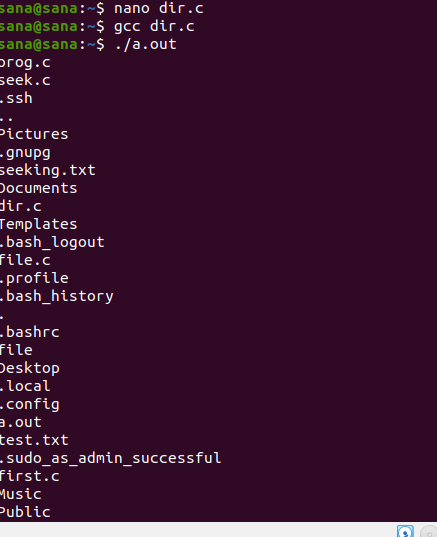 sana@sana:~$ nano dir.c
sana@sana:~$ gcc dir.c
sana@sana:~$ ./a.out
prog.c
seek.c
.ssh
..
Pictures
.gnupg
seeking.txt
Documents
dir.c
Templates
.bash_logout
file.c
.profile
.bash_history
.
.bashrc
file
Desktop
.local
.config
a.out
test.txt
.sudo_as_admin_successful
first.c
Music
Public